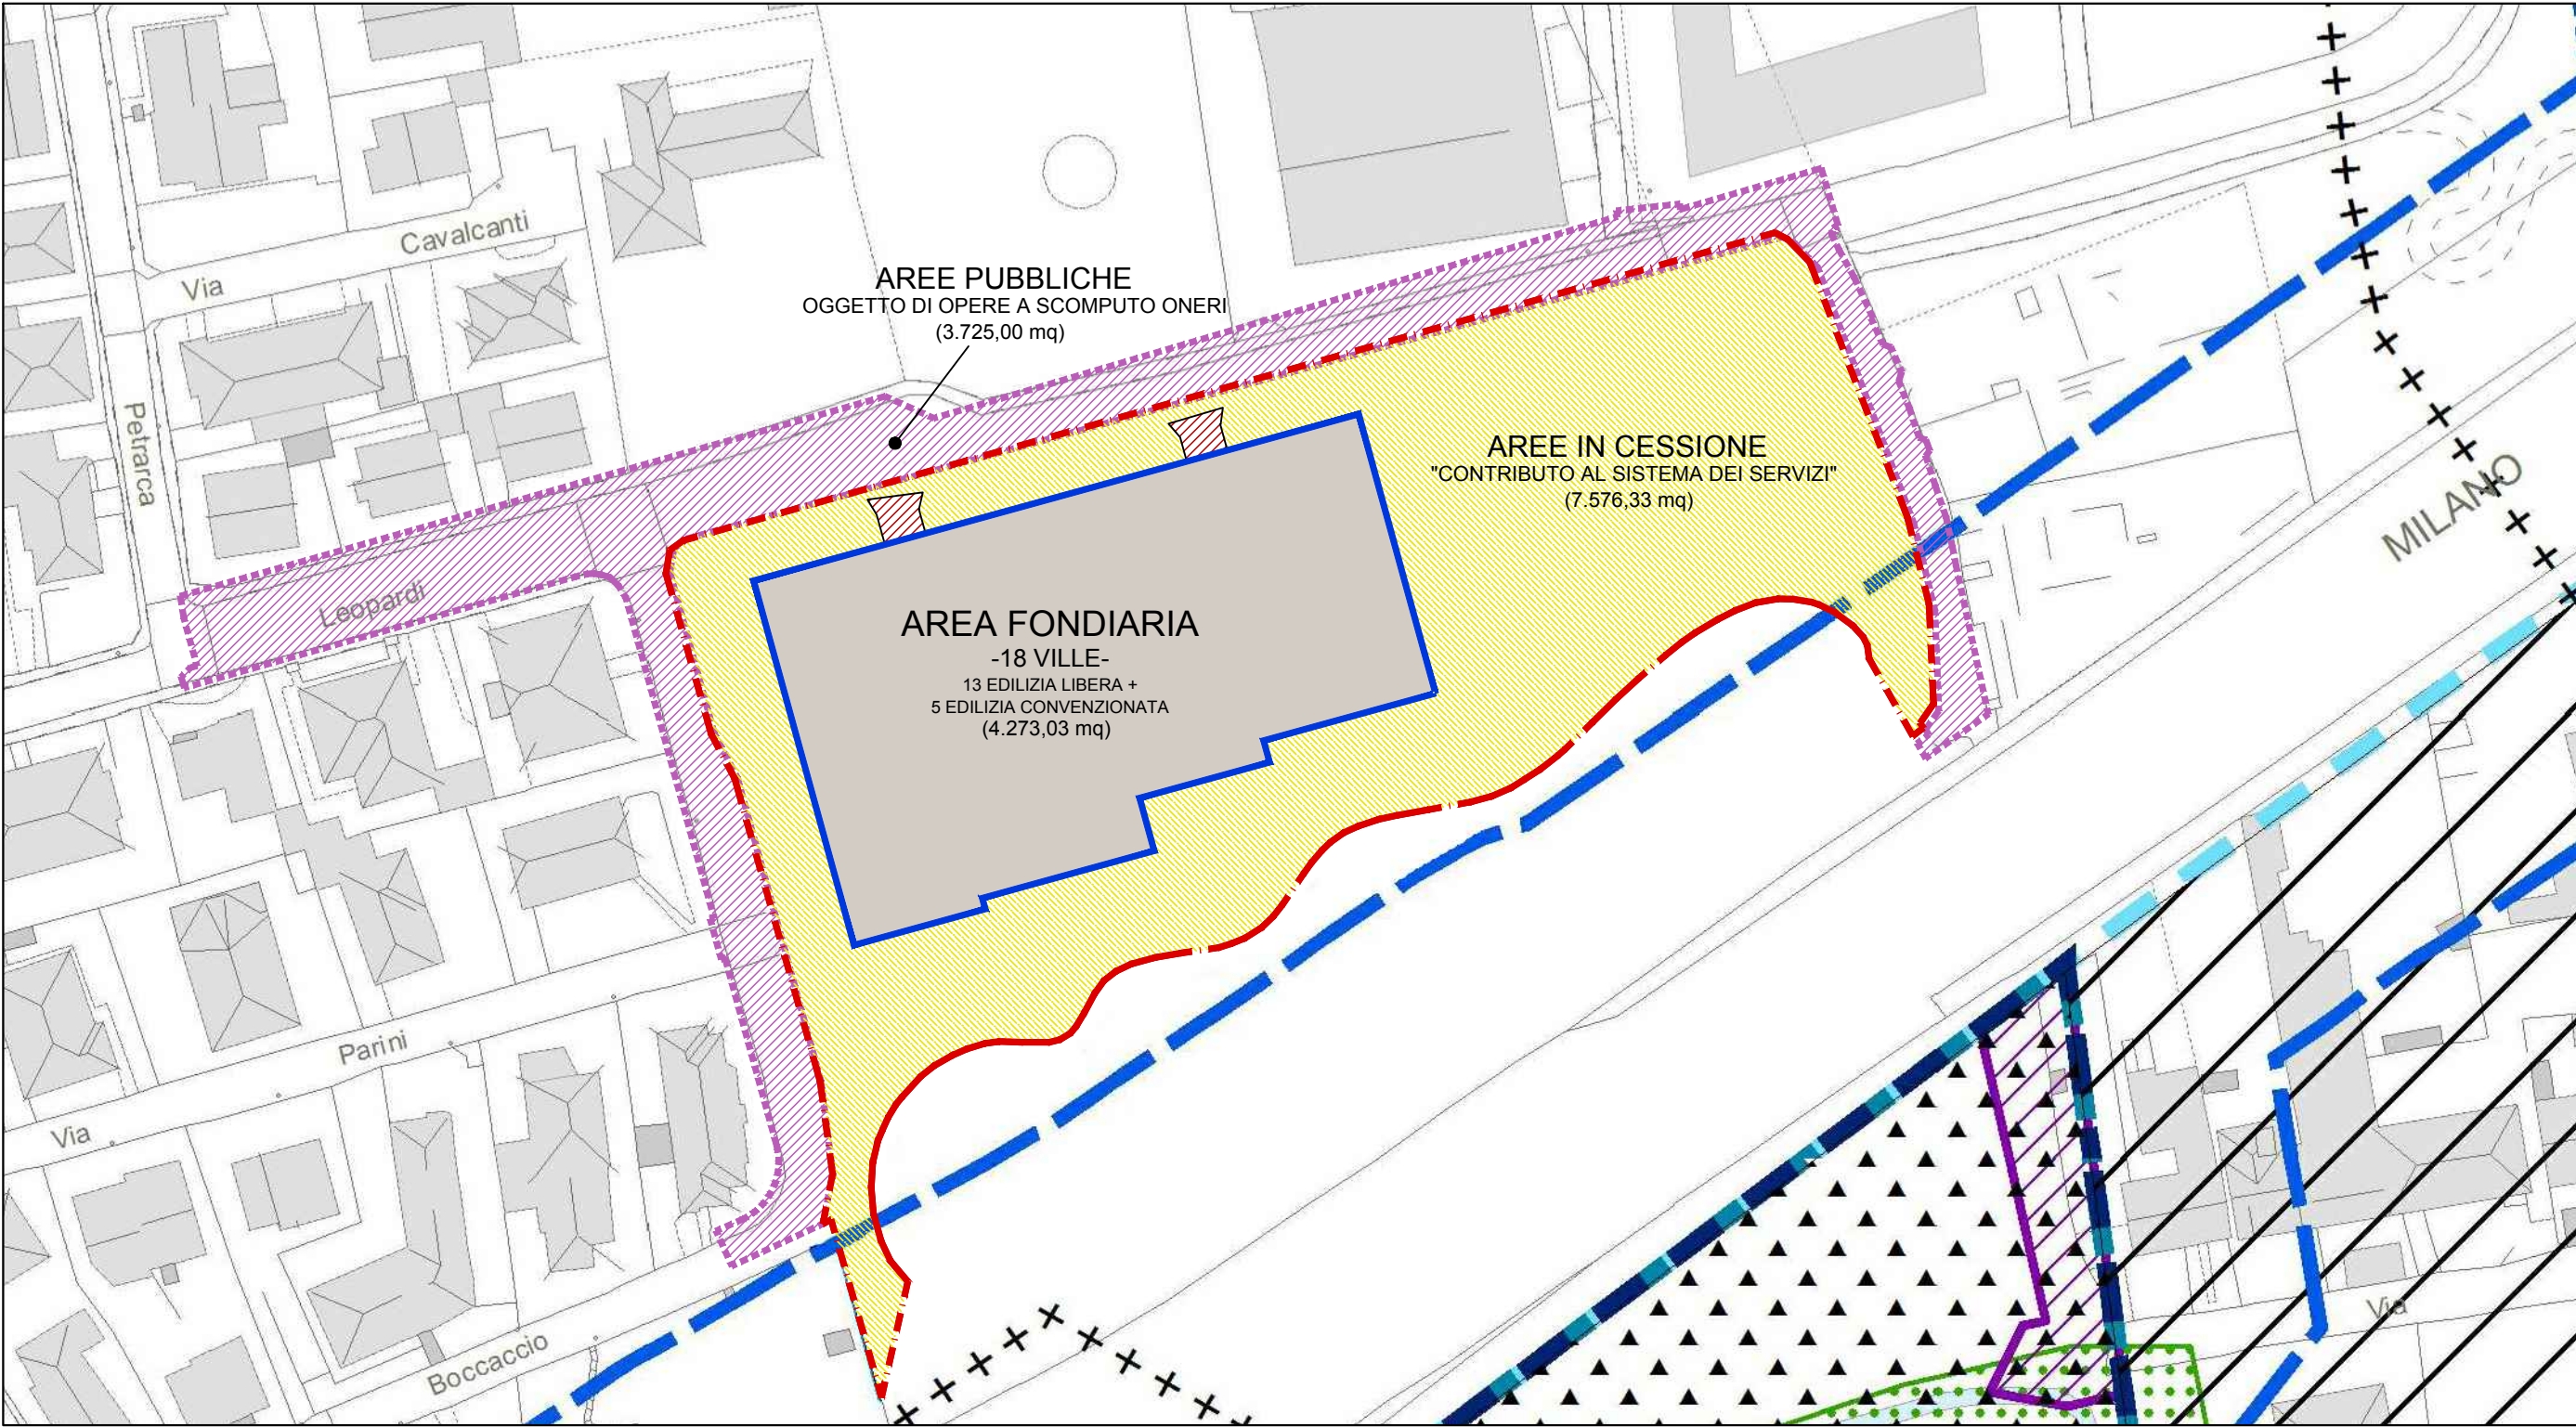 Cavalcanti
Via
Petrarca
AREE PUBBLICHE
OGGETTO DI OPERE A SCOMPUTO ONERI
(3.725,00 mq)
AREE IN CESSIONE
"CONTRIBUTO AL SISTEMA DEI SERVIZI"
(7.576,33 mq)
MILANO
Leopardi
AREA FONDIARIA
-18 VILLE-
13 EDILIZIA LIBERA +
5 EDILIZIA CONVENZIONATA
(4.273,03 mq)
Parini
Via
Boccaccio
Via